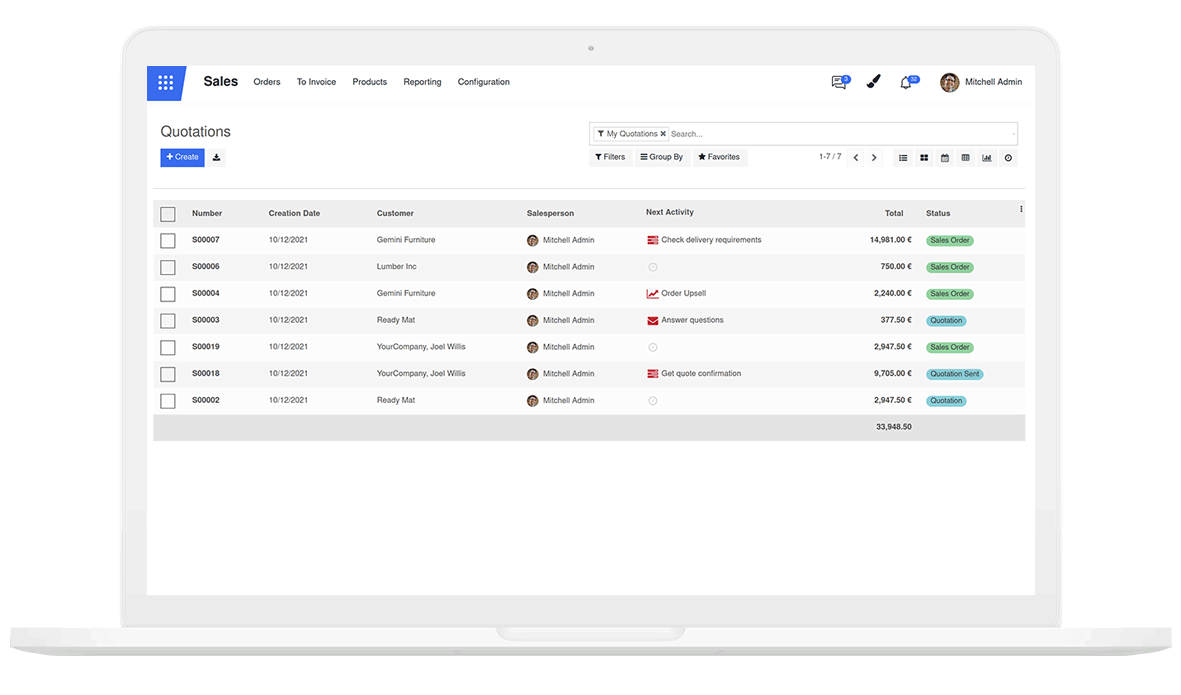 Sales Orders To Invoice Products Reporting Configuration 3 32 Mitchell Admin
Quotations
My Quotations ✖ Search...
+ Create
Filters Group By Favorites 1-7 / 7
Number Creation Date Customer Salesperson Next Activity Total Status
S00007 10/12/2021 Gemini Furniture Mitchell Admin Check delivery requirements 14,981.00 € Sales Order
S00006 10/12/2021 Lumber Inc Mitchell Admin 750.00 € Sales Order
S00004 10/12/2021 Gemini Furniture Mitchell Admin Order Upsell 2,240.00 € Sales Order
S00003 10/12/2021 Ready Mat Mitchell Admin Answer questions 377.50 € Quotation
S00019 10/12/2021 YourCompany, Joel Willis Mitchell Admin 2,947.50 € Sales Order
S00018 10/12/2021 YourCompany, Joel Willis Mitchell Admin Get quote confirmation 9,705.00 € Quotation Sent
S00002 10/12/2021 Ready Mat Mitchell Admin 2,947.50 € Quotation
33,948.50